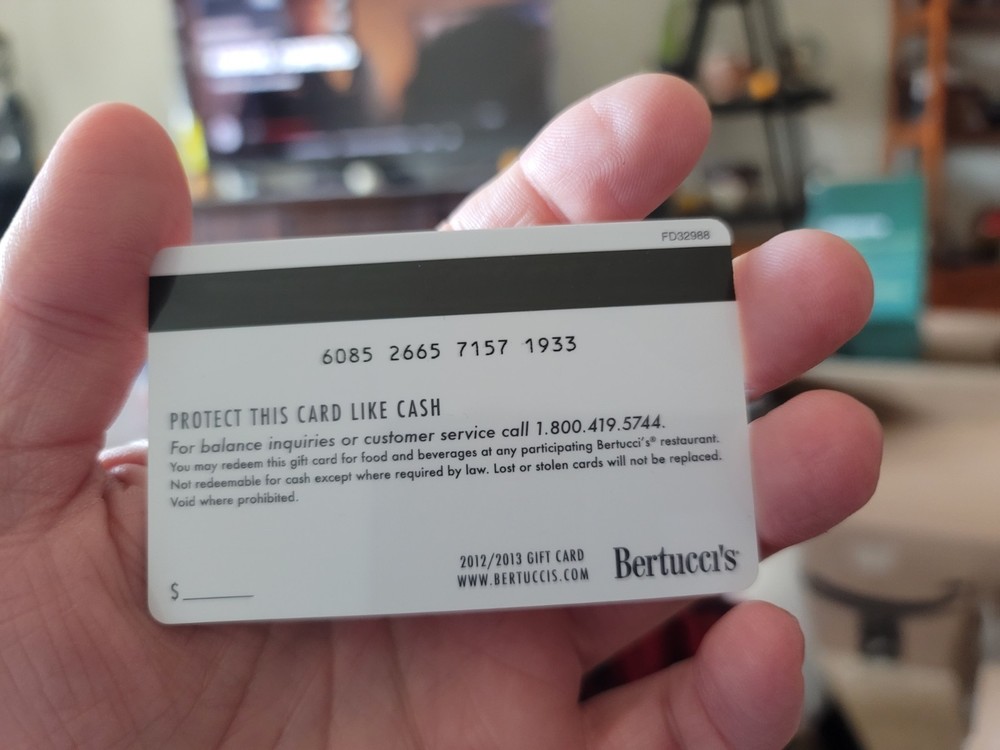 FD32988
6085 2665 7157 1933
PROTECT THIS CARD LIKE CASH
For balance inquiries or customer service call 1.800.419.5744.
You may redeem this gift card for food and beverages at any participating Bertucci's® restaurant.
Not redeemable for cash except where required by law. Lost or stolen cards will not be replaced.
Void where prohibited.
$
2012/2013 GIFT CARD
WWW.BERTUCCIS.COM
Bertucci's